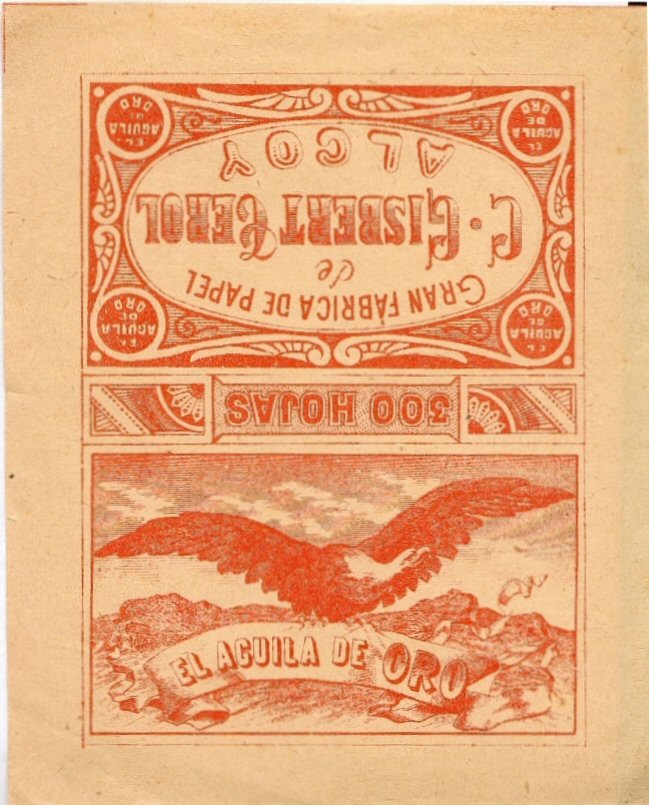 EL
AGUILA
DE
ORO
EL
AGUILA
DE
ORO
GRAN FÁBRICA DE PAPEL
de
C. GISBERT TEROL
ALCOY
EL
AGUILA
DE
ORO
EL
AGUILA
DE
ORO
300 HOJAS
EL AGUILA DE ORO